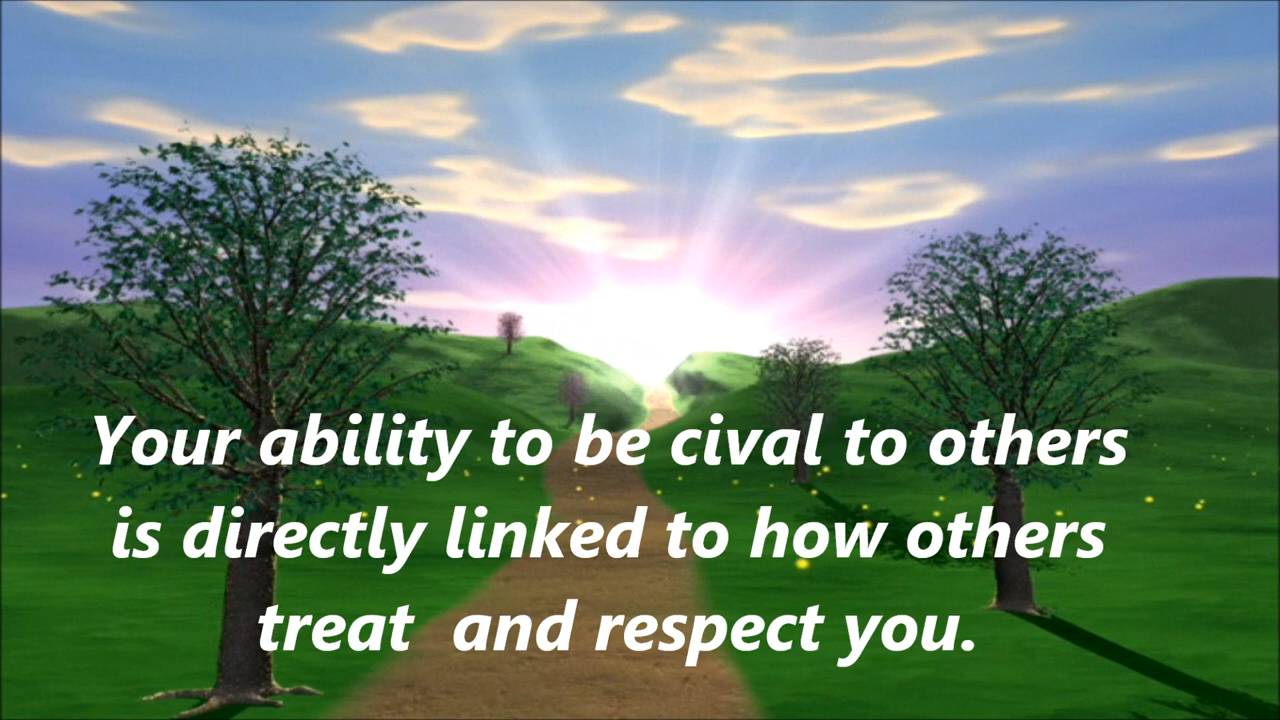 Your ability to be cival to others
is directly linked to how others
treat  and respect you.